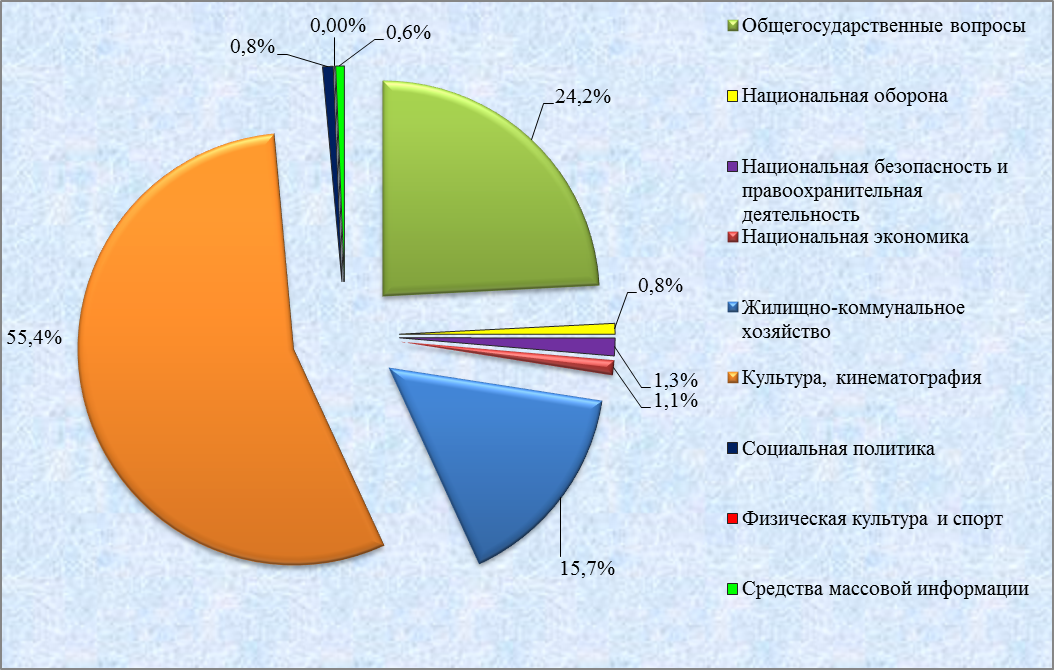 0,00%
0,6%
0,8%
24,2%
0,8%
55,4%
1,3%
1,1%
15,7%
Общегосударственные вопросы
Национальная оборона
Национальная безопасность и
правоохранительная
деятельность
Национальная экономика
Жилищно-коммунальное
хозяйство
Культура, кинематография
Социальная политика
Физическая культура и спорт
Средства массовой информации